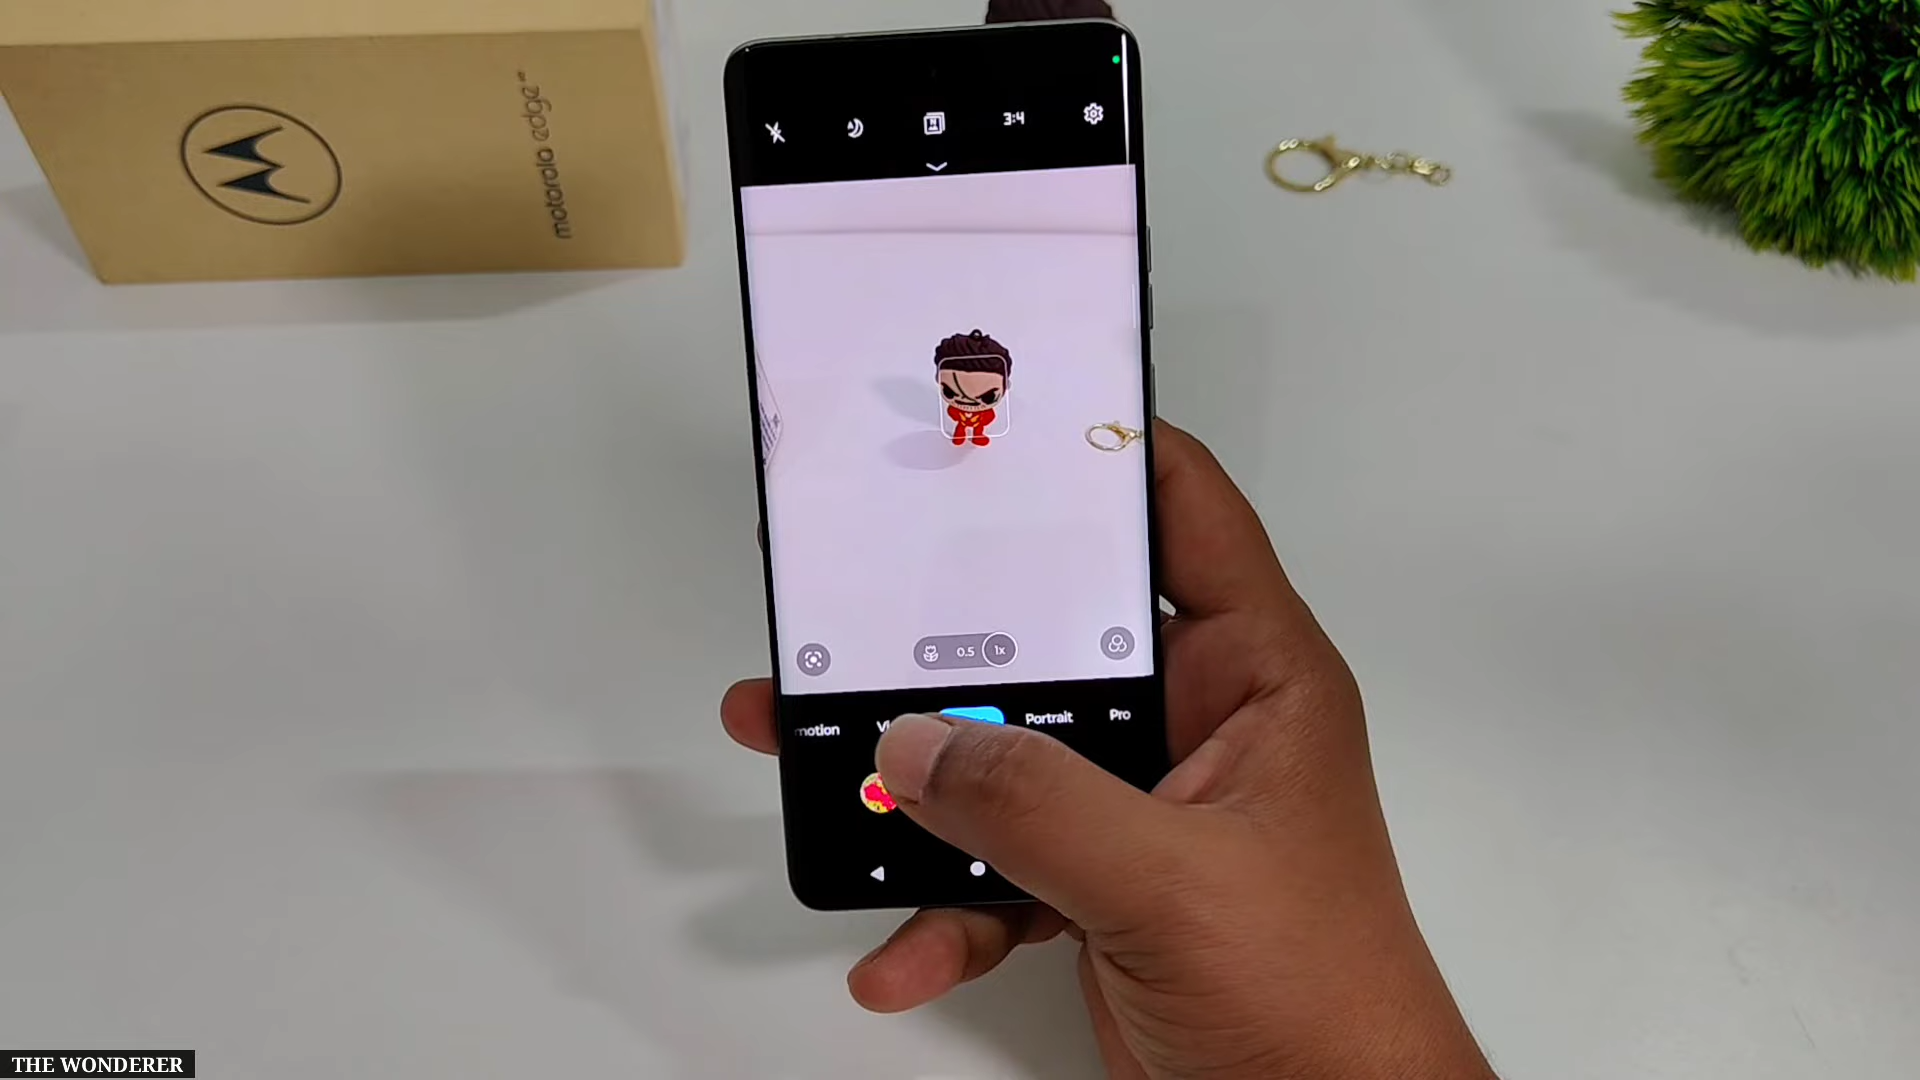 motorola edge
3:4
0.5 1x
motion
Portrait
Pro
THE WONDERER